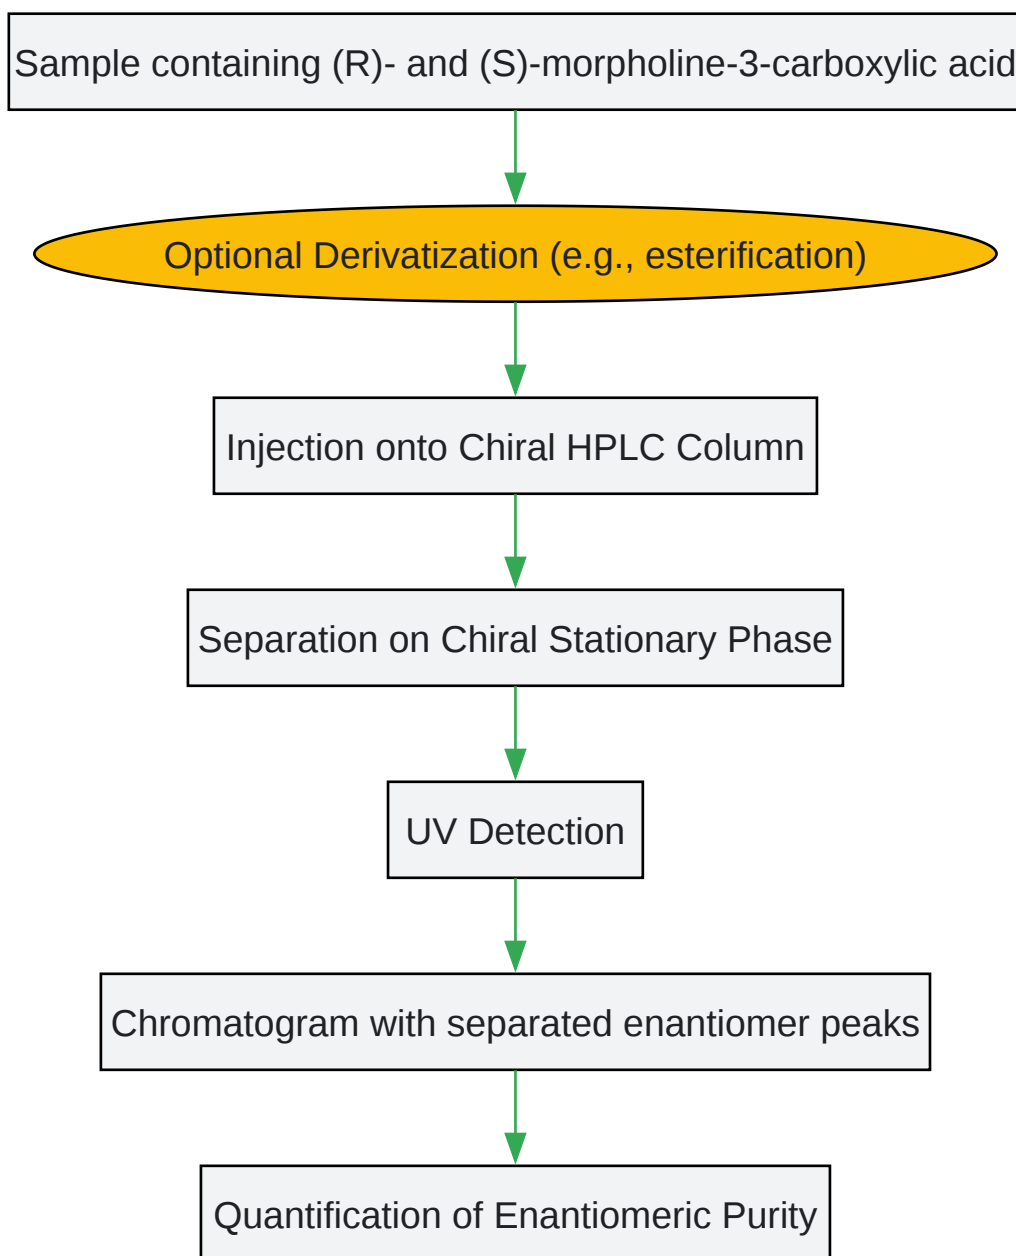 Sample containing (R)- and (S)-morpholine-3-carboxylic acid
Optional Derivatization (e.g., esterification)
Injection onto Chiral HPLC Column
Separation on Chiral Stationary Phase
UV Detection
Chromatogram with separated enantiomer peaks
Quantification of Enantiomeric Purity